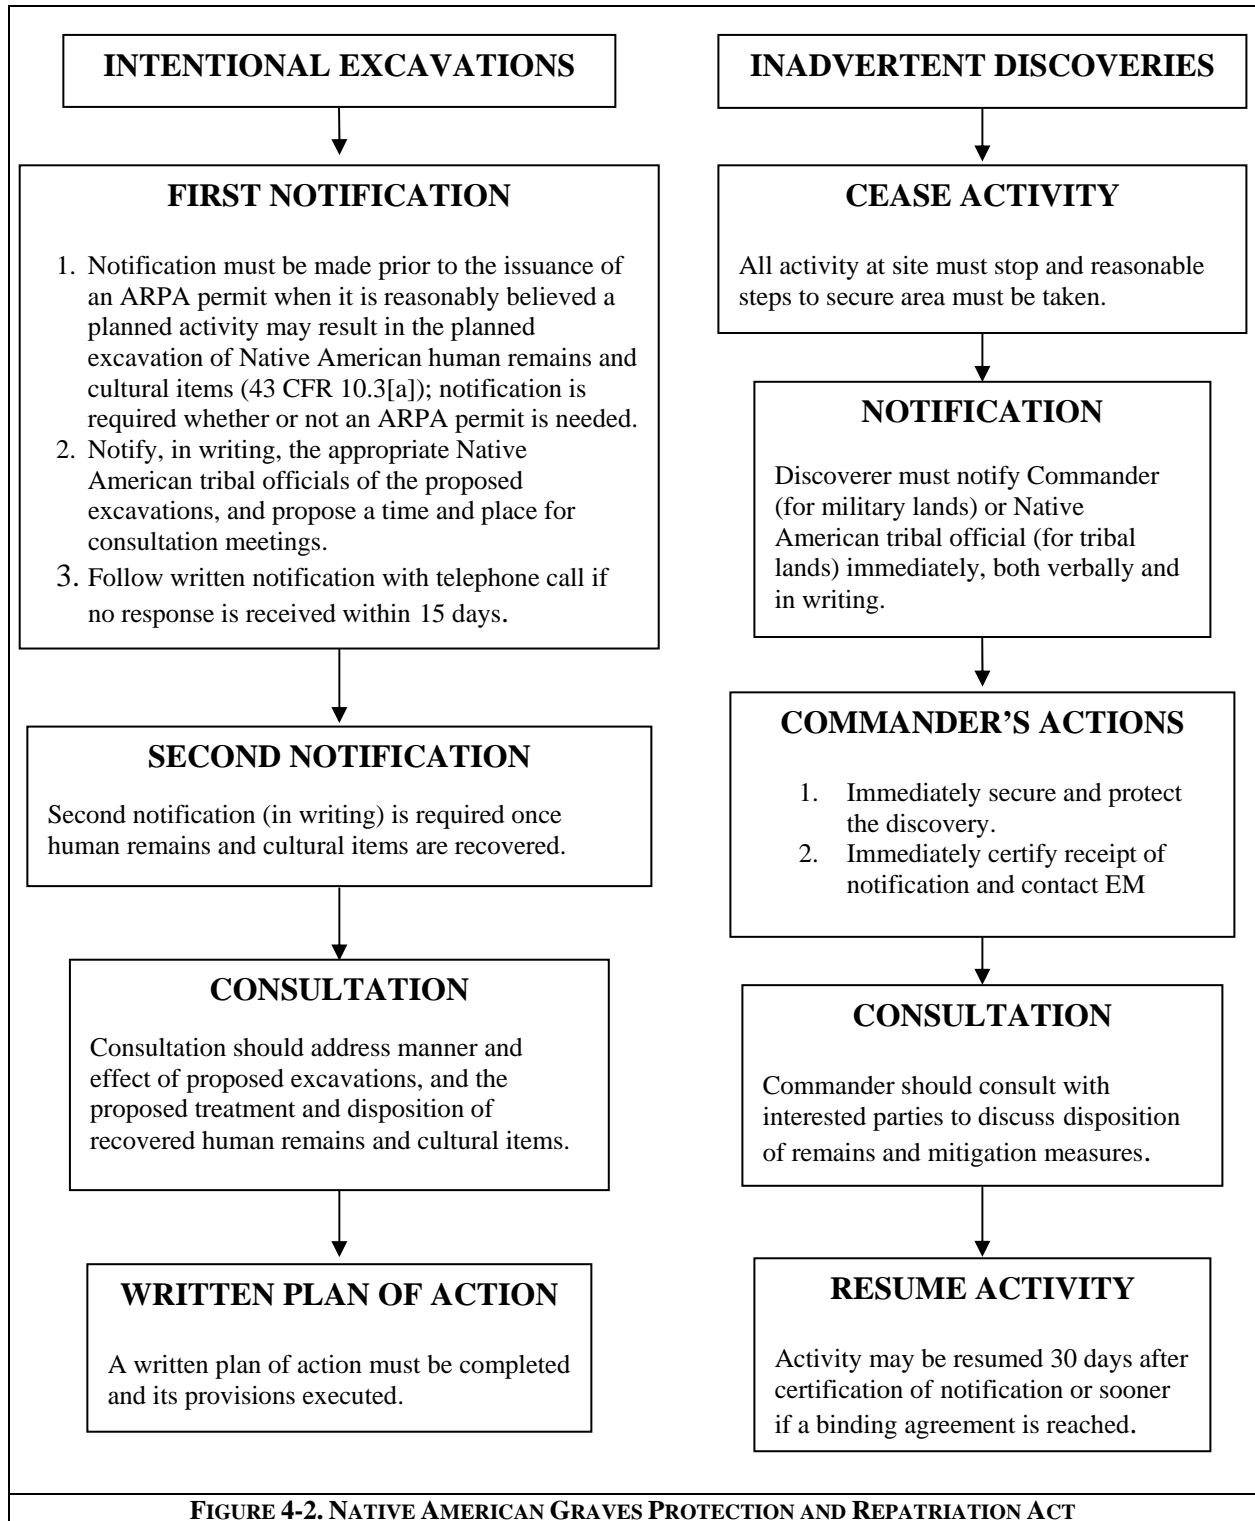 INTENTIONAL EXCAVATIONS
FIRST NOTIFICATION
1. Notification must be made prior to the issuance of
an ARPA permit when it is reasonably believed a
planned activity may result in the planned
excavation of Native American human remains and
cultural items (43 CFR 10.3[a]); notification is
required whether or not an ARPA permit is needed.
2. Notify, in writing, the appropriate Native
American tribal officials of the proposed
excavations, and propose a time and place for
consultation meetings.
3. Follow written notification with telephone call if
no response is received within 15 days.
SECOND NOTIFICATION
Second notification (in writing) is required once
human remains and cultural items are recovered.
CONSULTATION
Consultation should address manner and
effect of proposed excavations, and the
proposed treatment and disposition of
recovered human remains and cultural items.
WRITTEN PLAN OF ACTION
A written plan of action must be completed
and its provisions executed.
INADVERTENT DISCOVERIES
CEASE ACTIVITY
All activity at site must stop and reasonable
steps to secure area must be taken.
NOTIFICATION
Discoverer must notify Commander
(for military lands) or Native
American tribal official (for tribal
lands) immediately, both verbally and
in writing.
COMMANDER’S ACTIONS
1. Immediately secure and protect
the discovery.
2. Immediately certify receipt of
notification and contact EM
CONSULTATION
Commander should consult with
interested parties to discuss disposition
of remains and mitigation measures.
RESUME ACTIVITY
Activity may be resumed 30 days after
certification of notification or sooner
if a binding agreement is reached.
FIGURE 4-2. NATIVE AMERICAN GRAVES PROTECTION AND REPATRIATION ACT